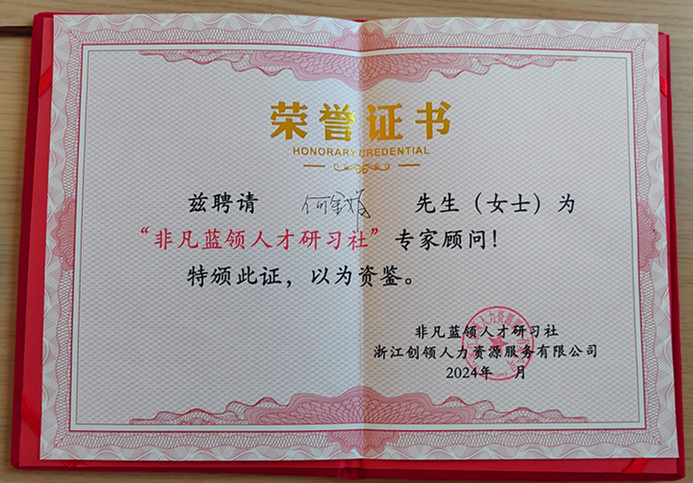 荣誉证书
HONORARY CREDENTIAL
兹聘请 何金娟 先生（女士）为
“非凡蓝领人才研习社”专家顾问！
特颁此证，以为资鉴。
非凡蓝领人才研习社
浙江创领人力资源服务有限公司
2024年 月